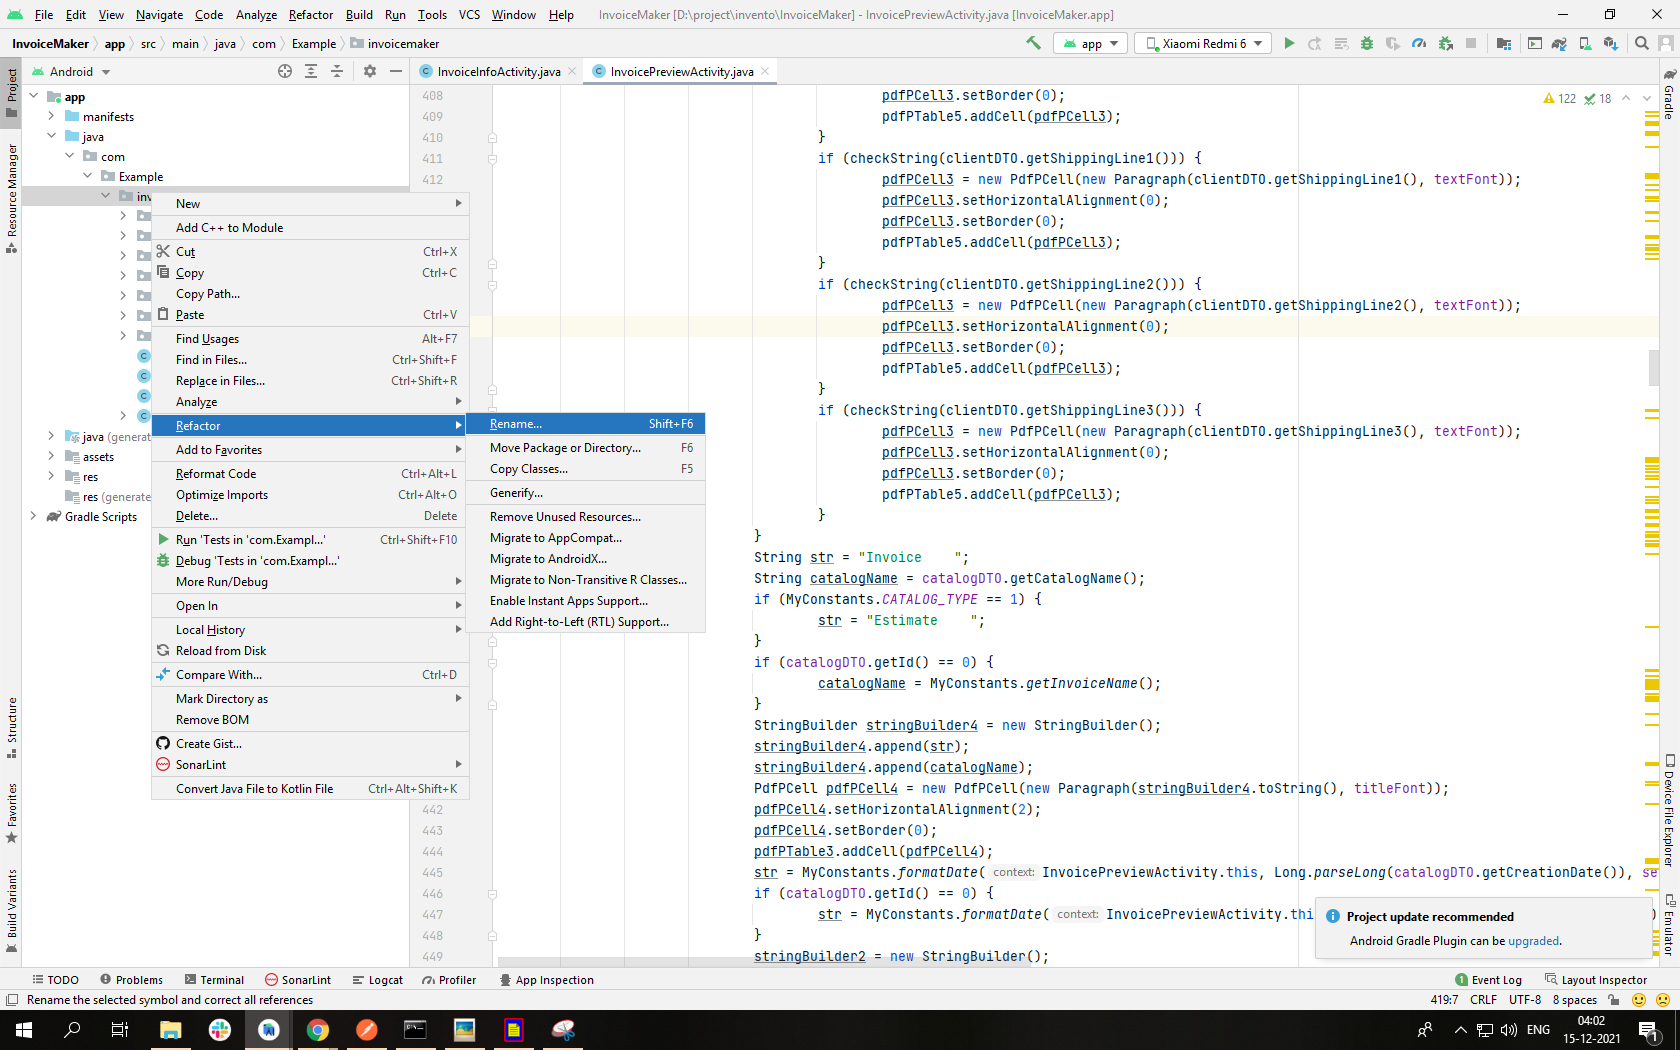 File Edit View Navigate Code Analyze Refactor Build Run Tools VCS Window Help InvoiceMaker [D:\project\invento\InvoiceMaker] - InvoicePreviewActivity.java [InvoiceMaker.app]
InvoiceMaker app src main java com Example invoicemaker app Xiaomi Redmi 6
Android InvoiceInfoActivity.java InvoicePreviewActivity.java
Project
Resource Manager
Structure
Favorites
Build Variants
app
manifests
java
com
Example
inv
java (generate
assets
res
res (generate
Gradle Scripts
New
Add C++ to Module
Cut Ctrl+X
Copy Ctrl+C
Copy Path...
Paste Ctrl+V
Find Usages Alt+F7
Find in Files... Ctrl+Shift+F
Replace in Files... Ctrl+Shift+R
Analyze
Refactor
Add to Favorites
Reformat Code Ctrl+Alt+L
Optimize Imports Ctrl+Alt+O
Delete... Delete
Run 'Tests in 'com.Exampl...' Ctrl+Shift+F10
Debug 'Tests in 'com.Exampl...'
More Run/Debug
Open In
Local History
Reload from Disk
Compare With... Ctrl+D
Mark Directory as
Remove BOM
Create Gist...
SonarLint
Convert Java File to Kotlin File Ctrl+Alt+Shift+K
Rename... Shift+F6
Move Package or Directory... F6
Copy Classes... F5
Generify...
Remove Unused Resources...
Migrate to AppCompat...
Migrate to AndroidX...
Migrate to Non-Transitive R Classes...
Enable Instant Apps Support...
Add Right-to-Left (RTL) Support...
122 18
408 pdfPCell3.setBorder(0);
409 pdfPTable5.addCell(pdfPCell3);
410 }
411 if (checkString(clientDTO.getShippingLine1())) {
412 pdfPCell3 = new PdfPCell(new Paragraph(clientDTO.getShippingLine1(), textFont));
pdfPCell3.setHorizontalAlignment(0);
pdfPCell3.setBorder(0);
pdfPTable5.addCell(pdfPCell3);
}
if (checkString(clientDTO.getShippingLine2())) {
pdfPCell3 = new PdfPCell(new Paragraph(clientDTO.getShippingLine2(), textFont));
pdfPCell3.setHorizontalAlignment(0);
pdfPCell3.setBorder(0);
pdfPTable5.addCell(pdfPCell3);
}
if (checkString(clientDTO.getShippingLine3())) {
pdfPCell3 = new PdfPCell(new Paragraph(clientDTO.getShippingLine3(), textFont));
pdfPCell3.setHorizontalAlignment(0);
pdfPCell3.setBorder(0);
pdfPTable5.addCell(pdfPCell3);
}
}
String str = "Invoice    ";
String catalogName = catalogDTO.getCatalogName();
if (MyConstants.CATALOG_TYPE == 1) {
str = "Estimate    ";
}
if (catalogDTO.getId() == 0) {
catalogName = MyConstants.getInvoiceName();
}
StringBuilder stringBuilder4 = new StringBuilder();
stringBuilder4.append(str);
stringBuilder4.append(catalogName);
PdfPCell pdfPCell4 = new PdfPCell(new Paragraph(stringBuilder4.toString(), titleFont));
442 pdfPCell4.setHorizontalAlignment(2);
443 pdfPCell4.setBorder(0);
444 pdfPTable3.addCell(pdfPCell4);
445 str = MyConstants.formatDate( context: InvoicePreviewActivity.this, Long.parseLong(catalogDTO.getCreationDate()), se
446 if (catalogDTO.getId() == 0) {
447 str = MyConstants.formatDate( context: InvoicePreviewActivity.thi
448 }
449 stringBuilder2 = new StringBuilder();
Gradle
Device File Explorer
Emulator
Project update recommended
Android Gradle Plugin can be upgraded.
TODO Problems Terminal SonarLint Logcat Profiler App Inspection 1 Event Log Layout Inspector
Rename the selected symbol and correct all references 419:7 CRLF UTF-8 8 spaces
ENG
04:02
15-12-2021
1